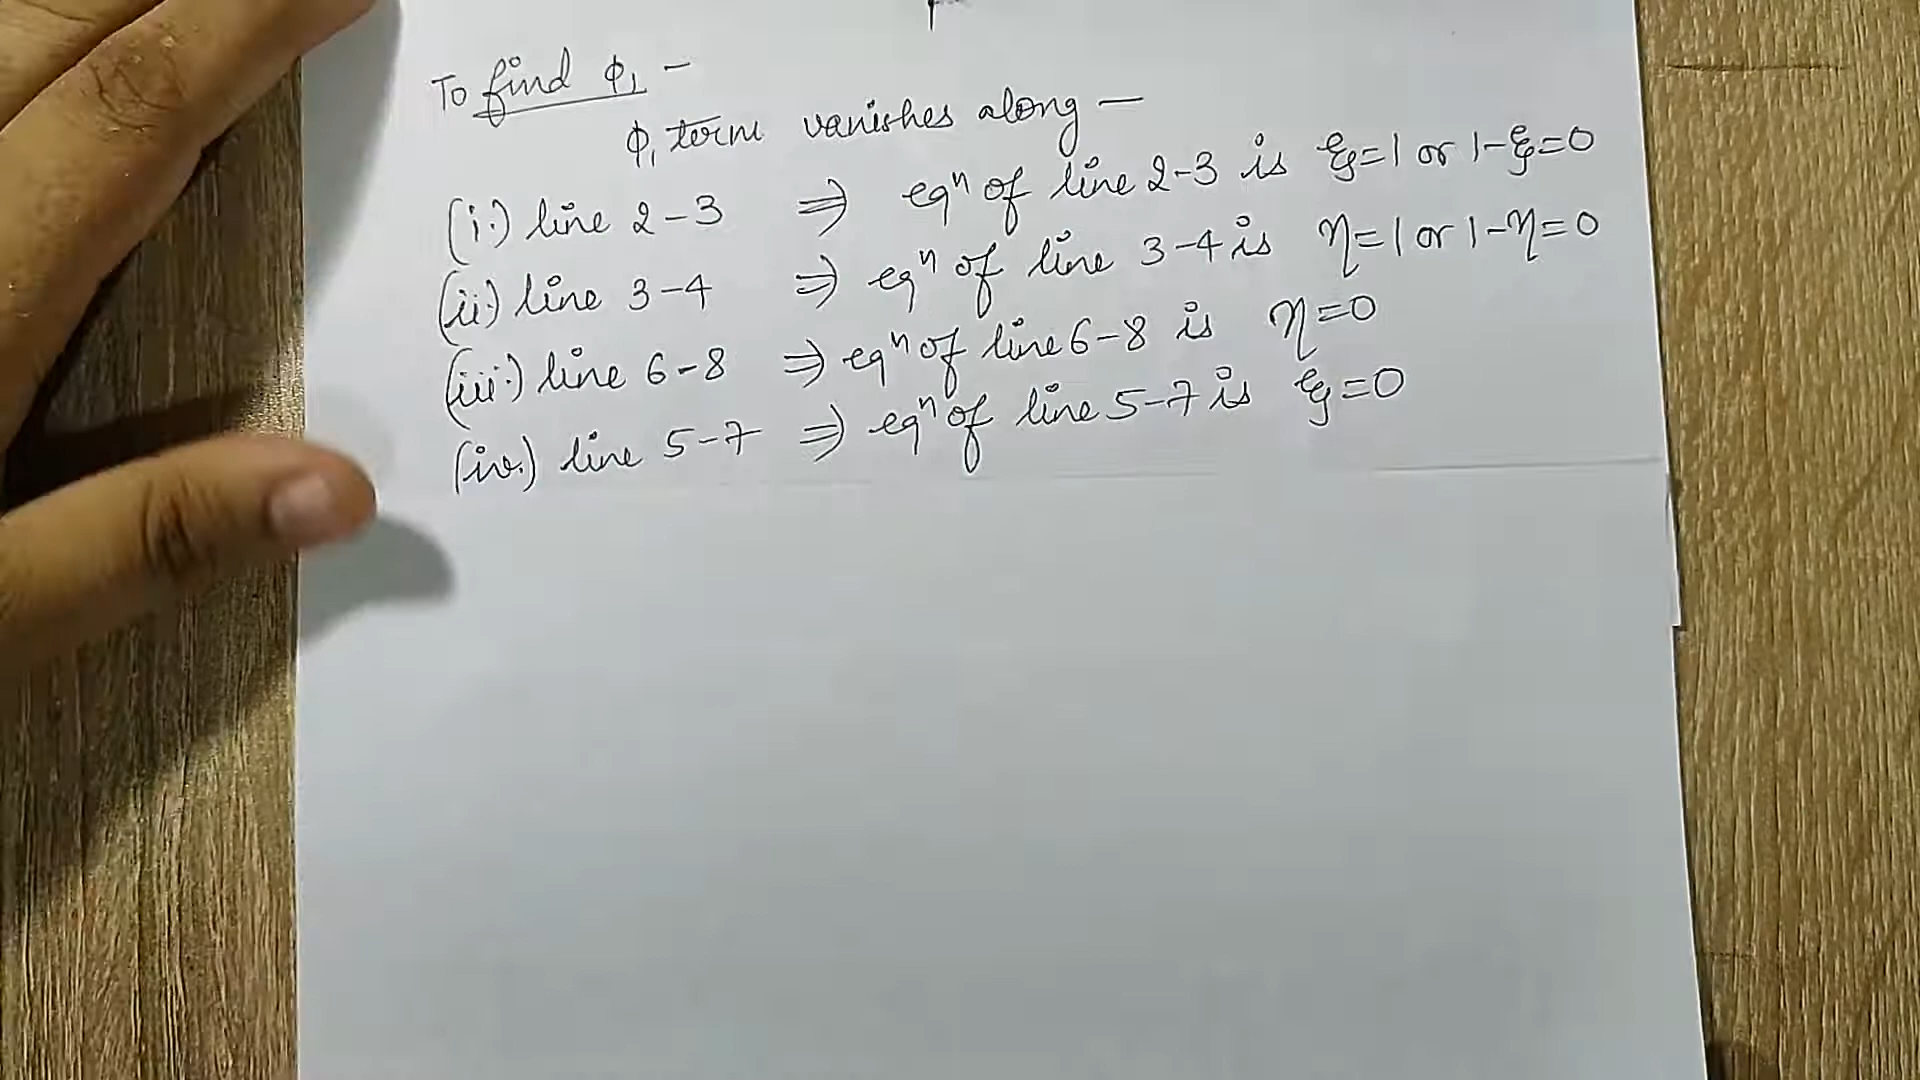 To find φ₁ –
φ₁ term vanishes along –
(i.) line 2-3 ⇒ eqⁿ of line 2-3 is ξ=1 or 1-ξ=0
(ii.) line 3-4 ⇒ eqⁿ of line 3-4 is η=1 or 1-η=0
(iii.) line 6-8 ⇒ eqⁿ of line 6-8 is η=0
(iv.) line 5-7 ⇒ eqⁿ of line 5-7 is ξ=0